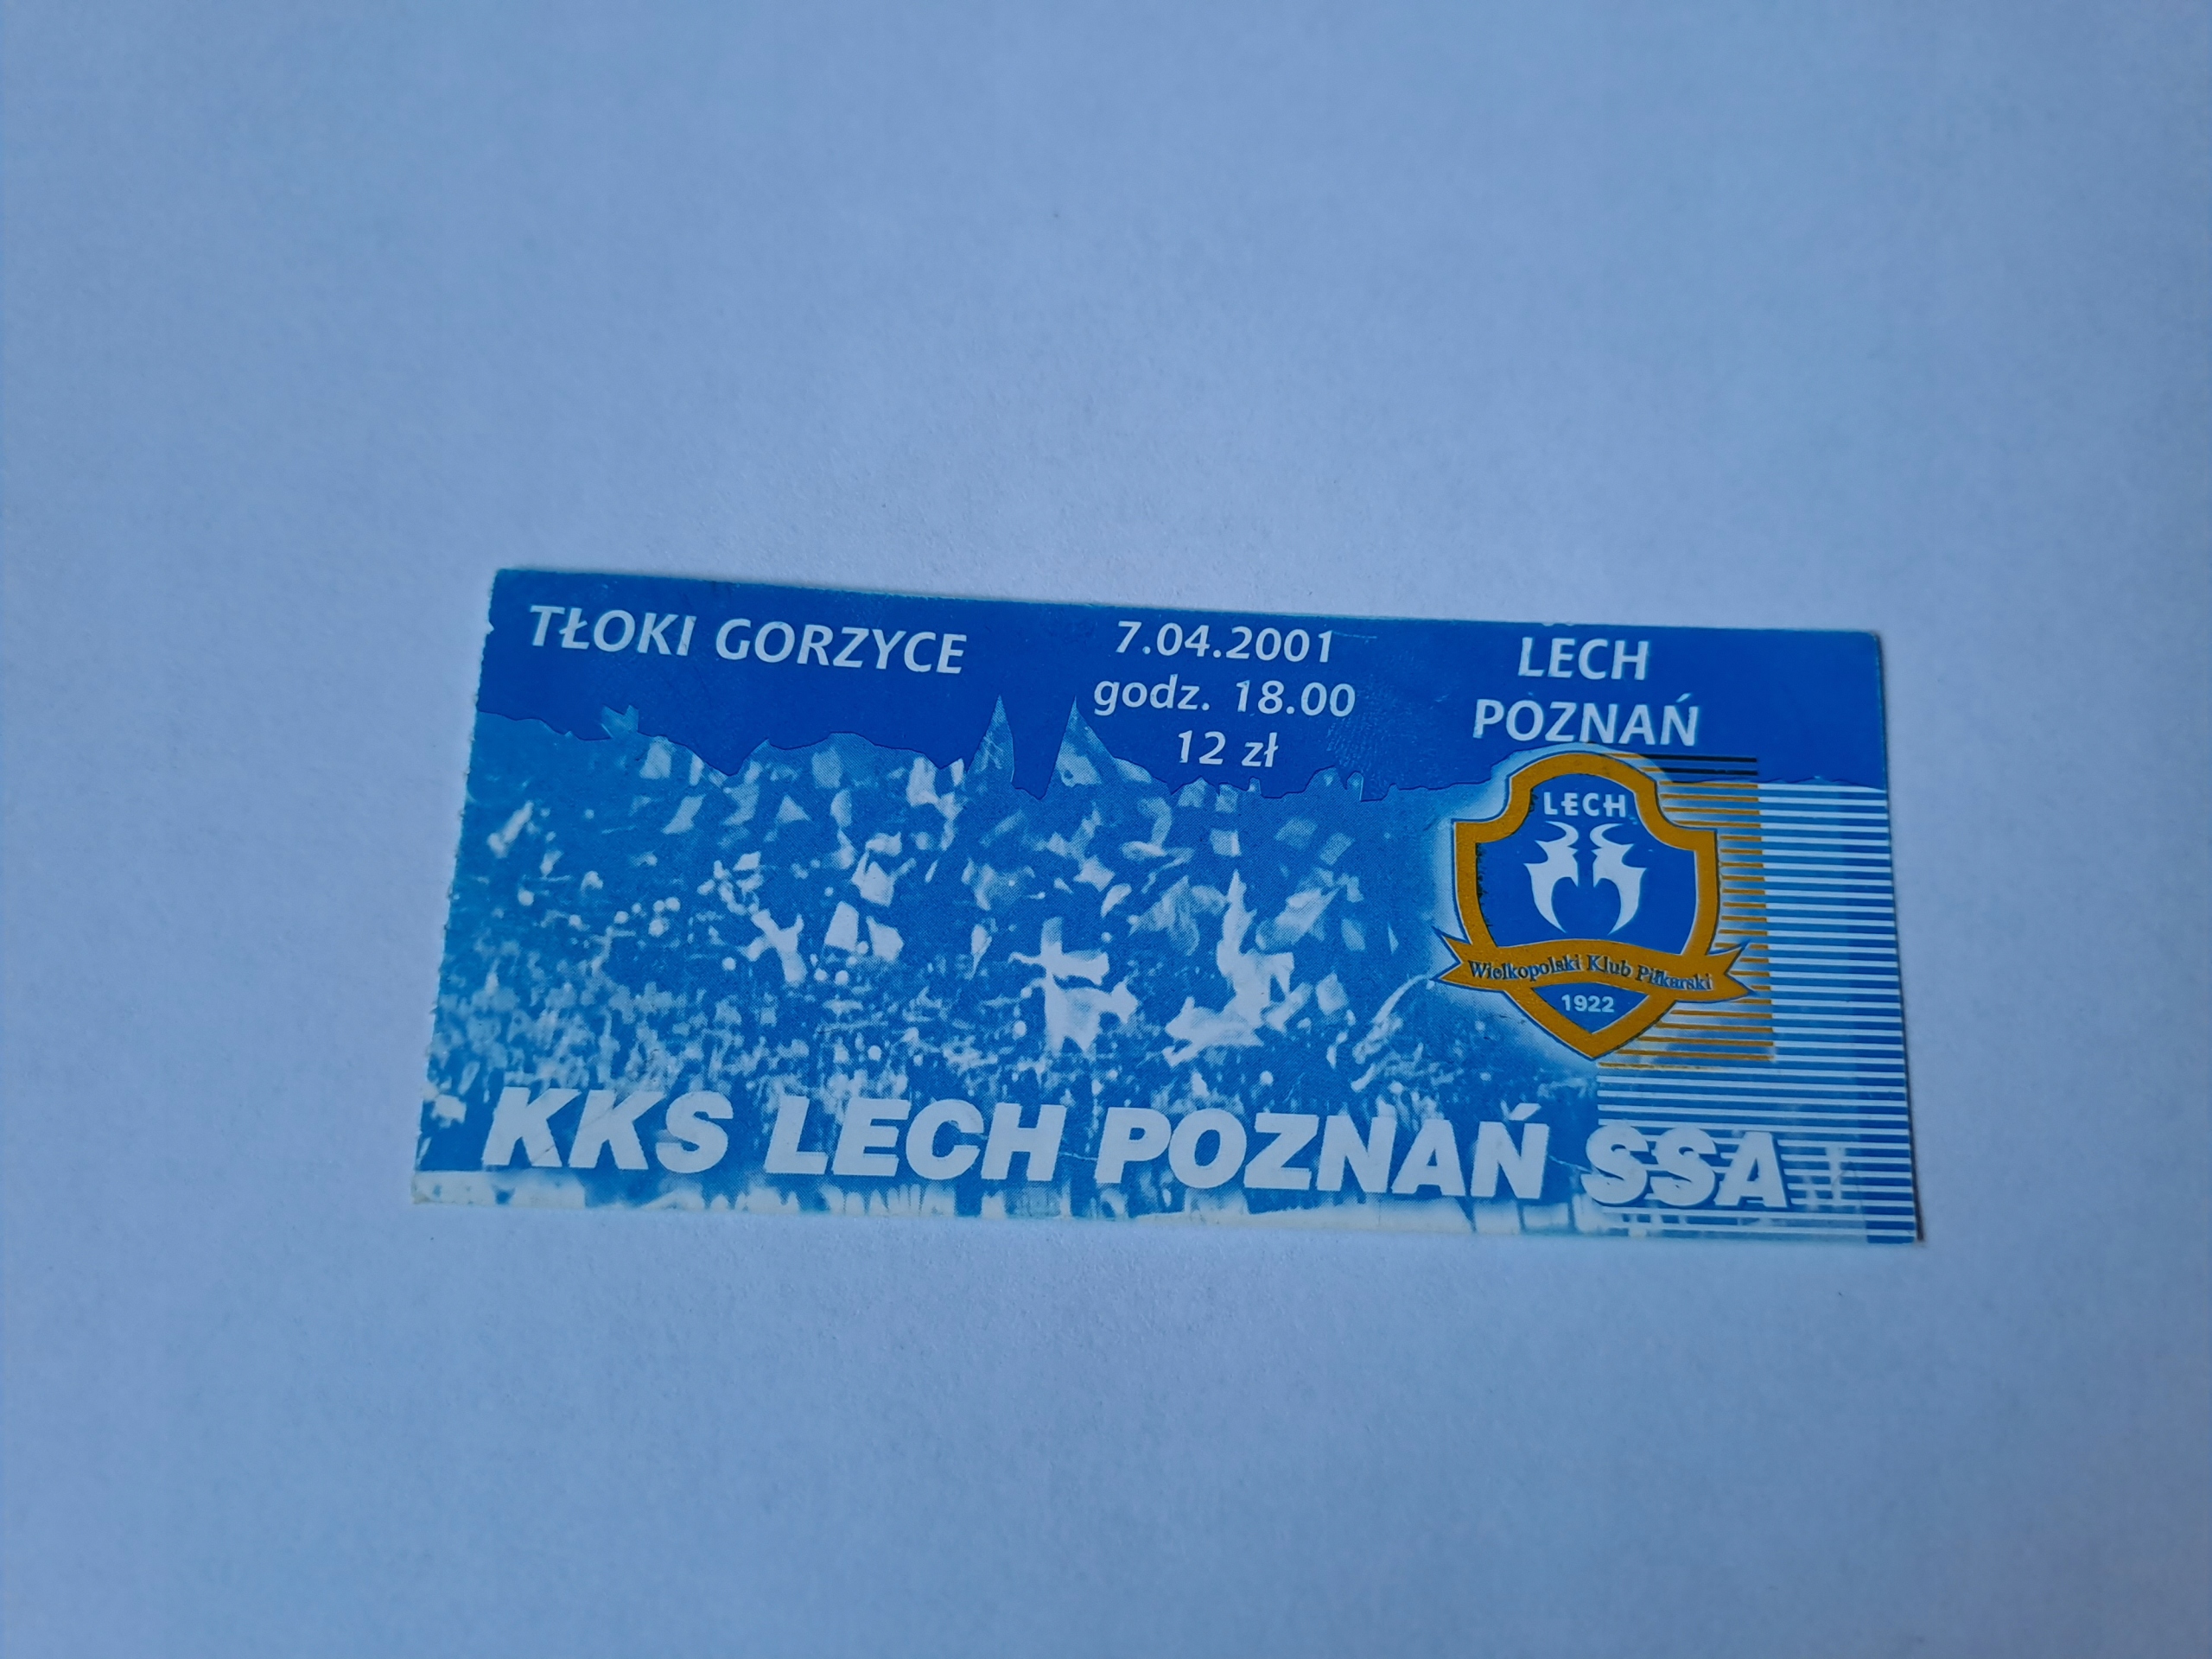 TŁOKI GORZYCE
7.04.2001
godz. 18.00
12 zł
LECH
POZNAŃ
LECH
Wielkopolski Klub Piłkarski
1922
KKS LECH POZNAŃ SSA